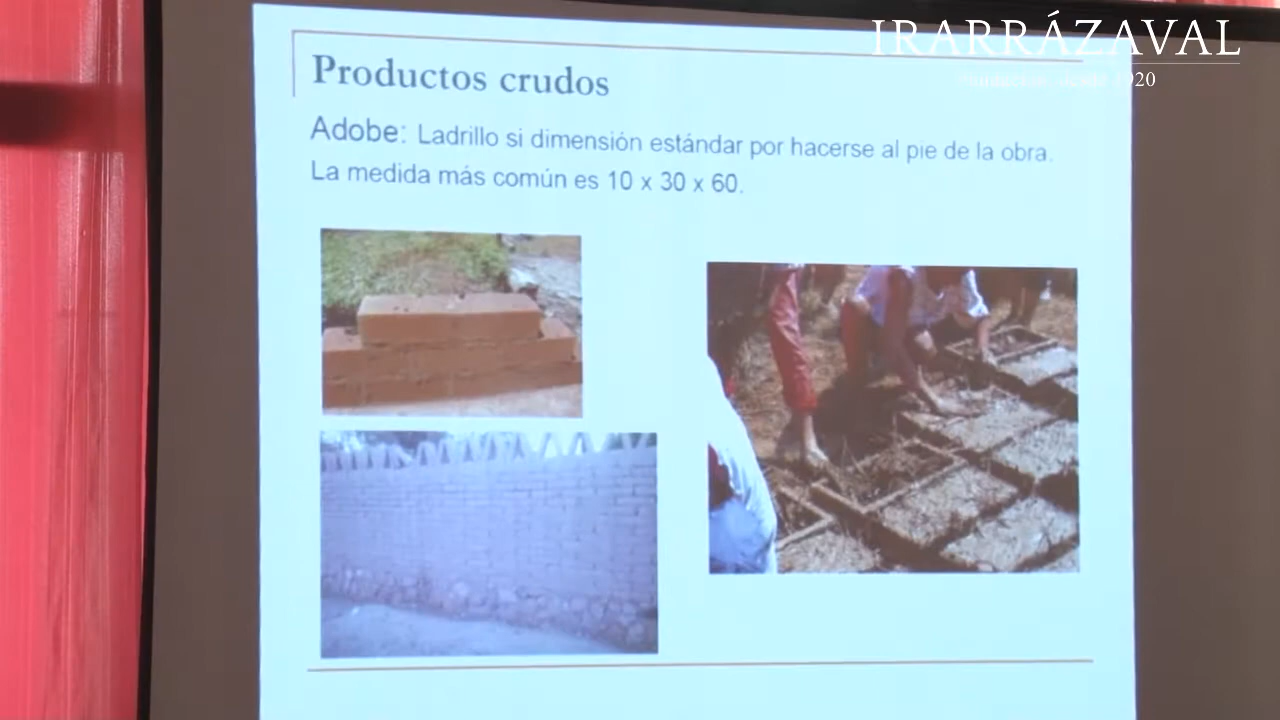 IRARRÁZAVAL
1920
Productos crudos
Adobe: Ladrillo si dimensión estándar por hacerse al pie de la obra.
La medida más común es 10 x 30 x 60.